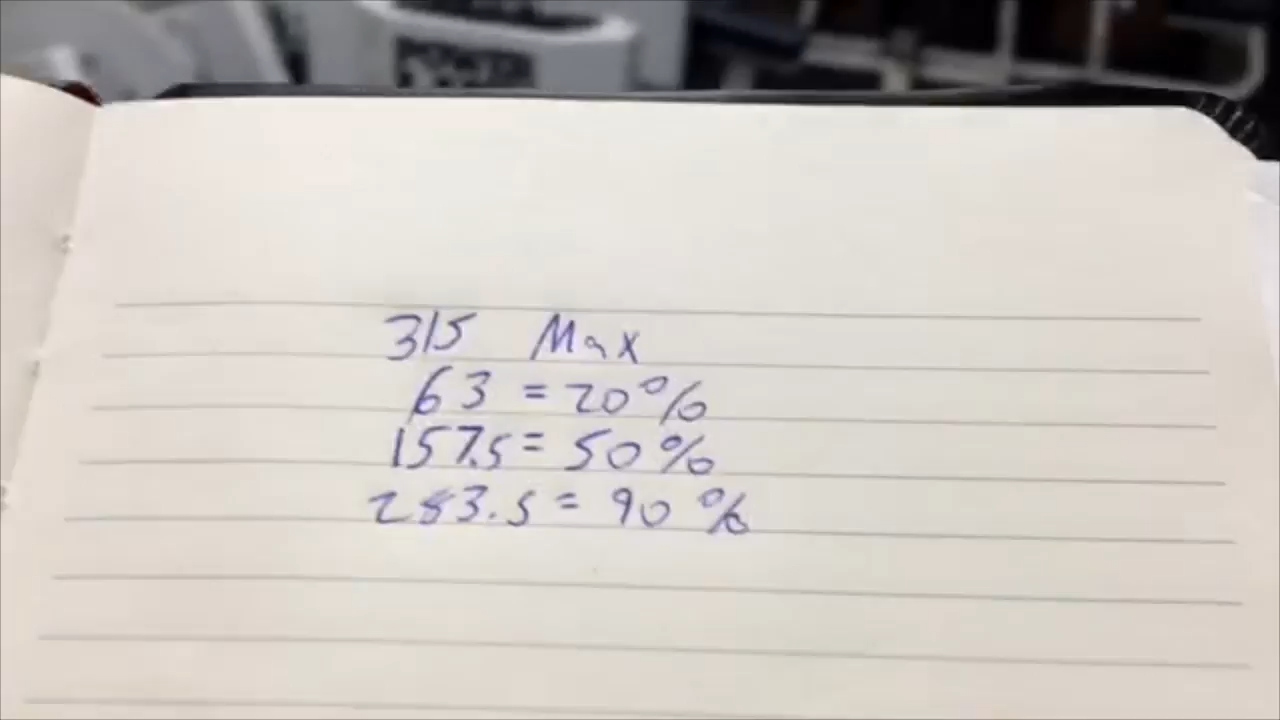 315 Max
63 = 20%
157.5 = 50%
283.5 = 90%